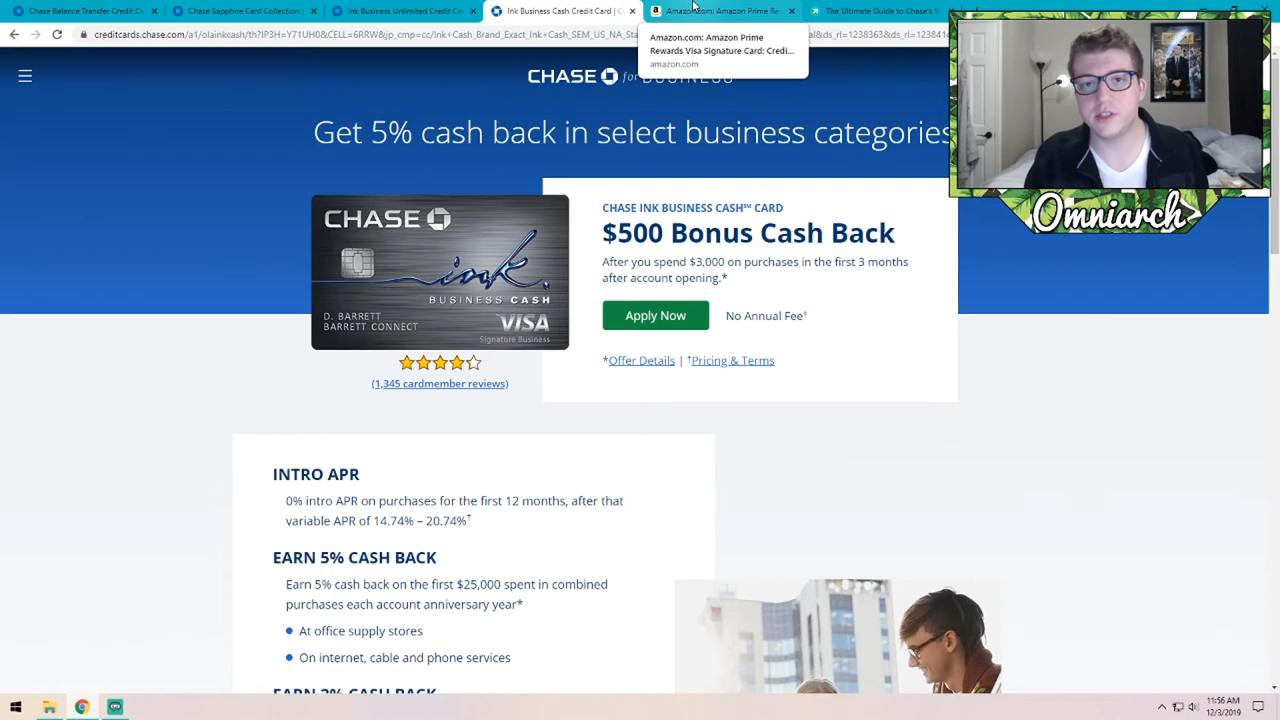 Chase Balance Transfer Credit C
Chase Sapphire Card Collection |
Ink Business Unlimited Credit C
Ink Business Cash Credit Card | C
Amazon.com: Amazon Prime Re
The Ultimate Guide to Chase's 5
Amazon.com: Amazon Prime
Rewards Visa Signature Card: Credi...
amazon.com
CHASE for BUSINESS
Get 5% cash back in select business categories
CHASE
ink.
BUSINESS CASH
D. BARRETT
BARRETT CONNECT
VISA
Signature Business
(1,345 cardmember reviews)
CHASE INK BUSINESS CASH℠ CARD
$500 Bonus Cash Back
After you spend $3,000 on purchases in the first 3 months
after account opening.*
Apply Now
No Annual Fee†
*Offer Details | †Pricing & Terms
Omniarch
INTRO APR
0% intro APR on purchases for the first 12 months, after that
variable APR of 14.74% – 20.74%†
EARN 5% CASH BACK
Earn 5% cash back on the first $25,000 spent in combined
purchases each account anniversary year*
At office supply stores
On internet, cable and phone services
EARN 2% CASH BACK
11:56 AM
12/3/2019